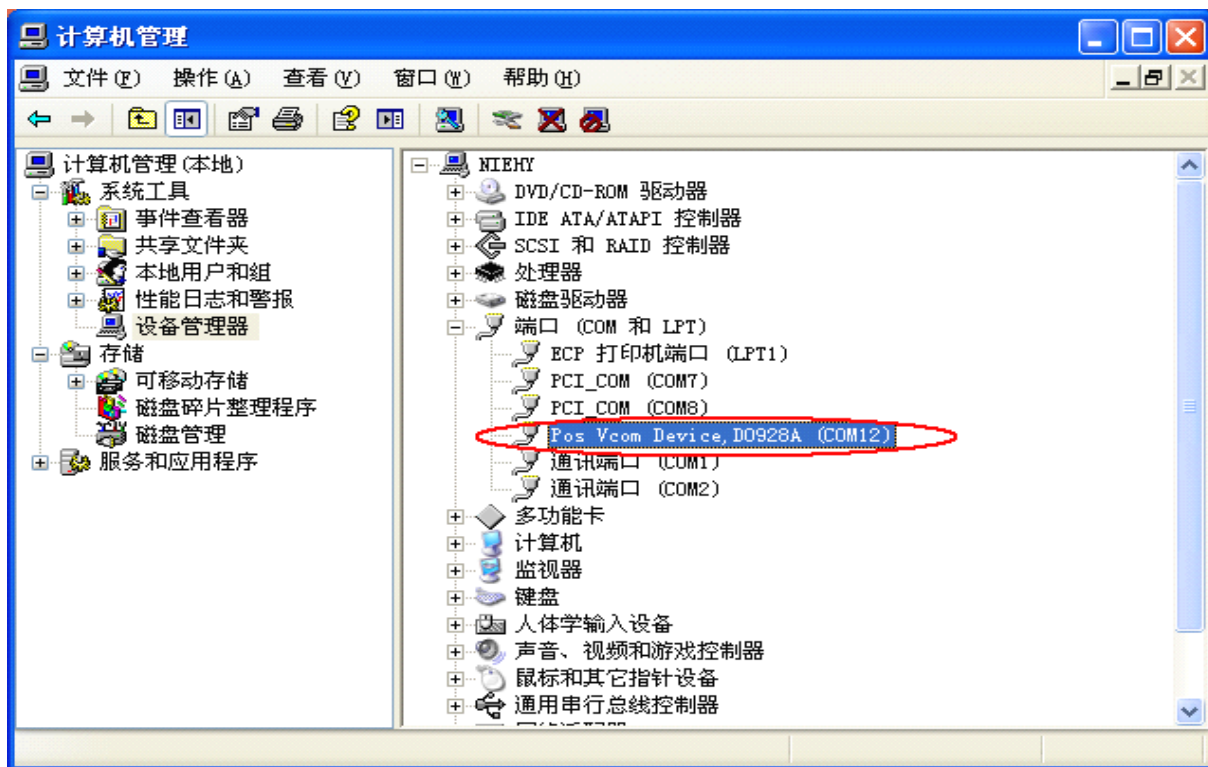 计算机管理
文件(F) 操作(A) 查看(V) 窗口(W) 帮助(H)
计算机管理(本地)
系统工具
事件查看器
共享文件夹
本地用户和组
性能日志和警报
设备管理器
存储
可移动存储
磁盘碎片整理程序
磁盘管理
服务和应用程序
NIEHY
DVD/CD-ROM 驱动器
IDE ATA/ATAPI 控制器
SCSI 和 RAID 控制器
处理器
磁盘驱动器
端口 (COM 和 LPT)
ECP 打印机端口 (LPT1)
PCI_COM (COM7)
PCI_COM (COM8)
Pos Vcom Device,D0928A (COM12)
通讯端口 (COM1)
通讯端口 (COM2)
多功能卡
计算机
监视器
键盘
人体学输入设备
声音、视频和游戏控制器
鼠标和其它指针设备
通用串行总线控制器